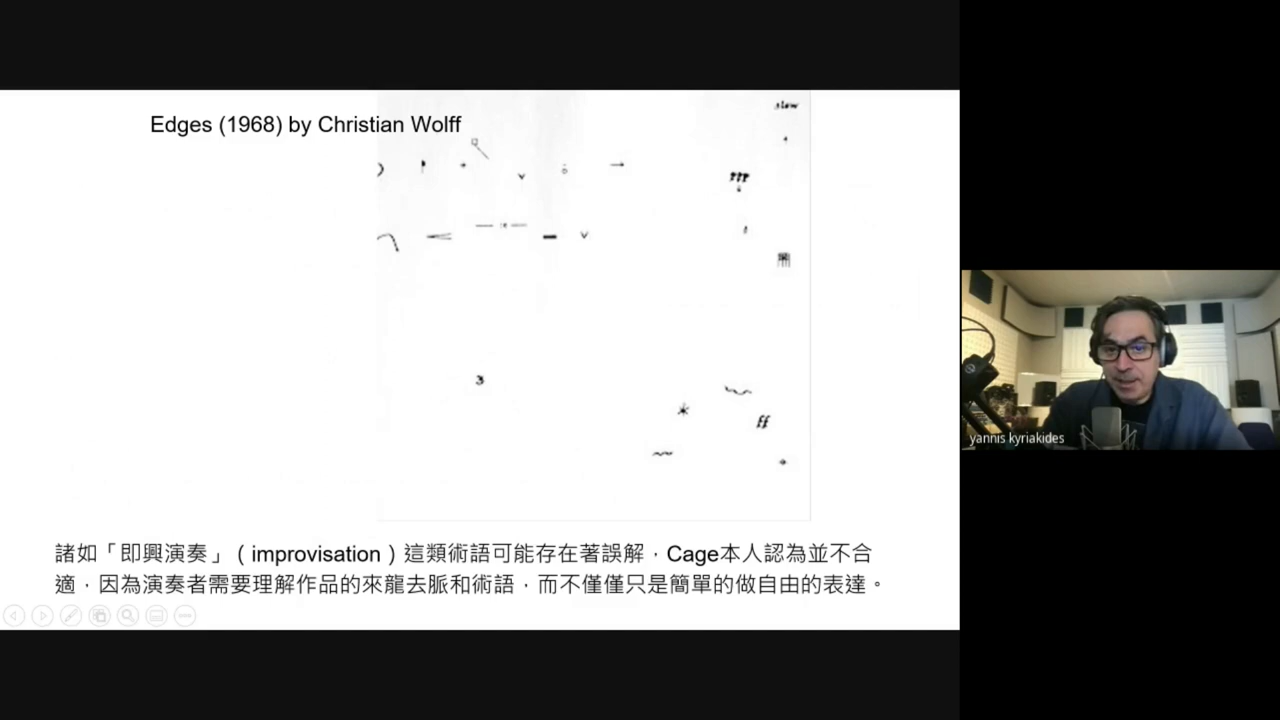 Edges (1968) by Christian Wolff
slow
ppp
3
ff
yannis kyriakides
諸如「即興演奏」（improvisation）這類術語可能存在著誤解，Cage本人認為並不合
適，因為演奏者需要理解作品的來龍去脈和術語，而不僅僅只是簡單的做自由的表達。